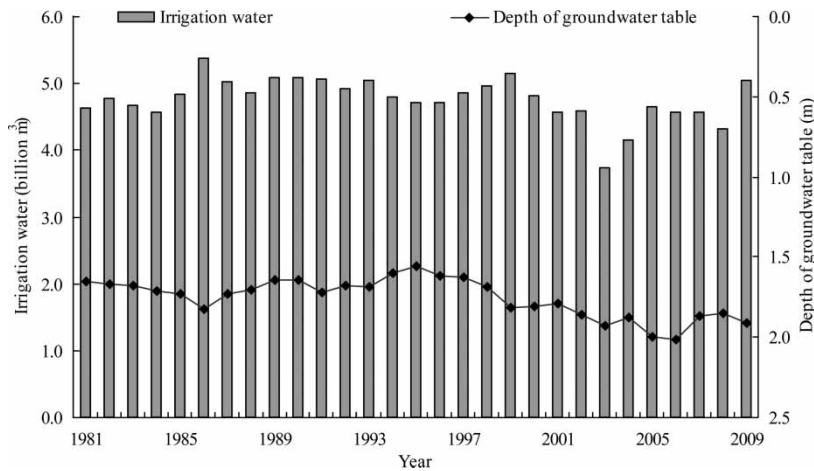 Irrigation water
Depth of groundwater table
Irrigation water (billion m³)
6.0
5.0
4.0
3.0
2.0
1.0
0.0
0.0
0.5
1.0
1.5
2.0
2.5
Depth of groundwater table (m)
1981 1985 1989 1993 1997 2001 2005 2009
Year